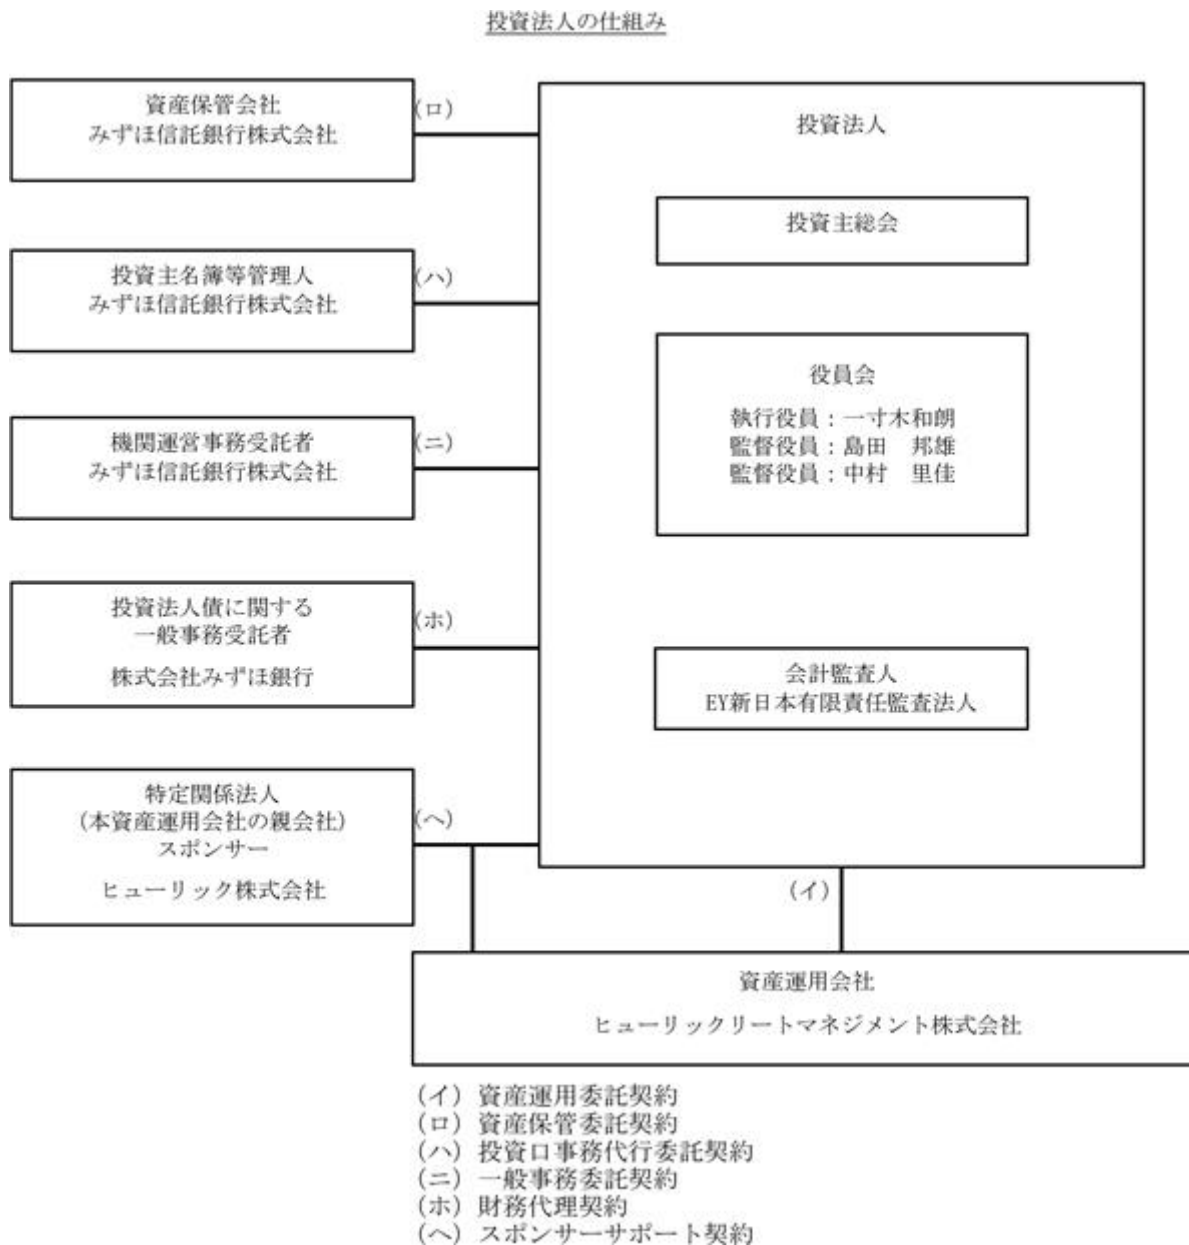 投資法人の仕組み
資産保管会社
みずほ信託銀行株式会社
(ロ)
投資主名簿等管理人
みずほ信託銀行株式会社
(ハ)
機関運営事務受託者
みずほ信託銀行株式会社
(ニ)
投資法人債に関する
一般事務受託者
株式会社みずほ銀行
(ホ)
特定関係法人
(本資産運用会社の親会社)
スポンサー
ヒューリック株式会社
(ヘ)
投資法人
投資主総会
役員会
執行役員：一寸木和朗
監督役員：島田　邦雄
監督役員：中村　里佳
会計監査人
EY新日本有限責任監査法人
(イ)
資産運用会社
ヒューリックリートマネジメント株式会社
(イ) 資産運用委託契約
(ロ) 資産保管委託契約
(ハ) 投資口事務代行委託契約
(ニ) 一般事務委託契約
(ホ) 財務代理契約
(ヘ) スポンサーサポート契約